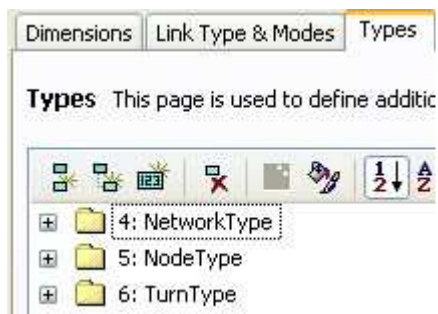 Dimensions Link Type & Modes Types
Types This page is used to define additic
4: NetworkType
5: NodeType
6: TurnType